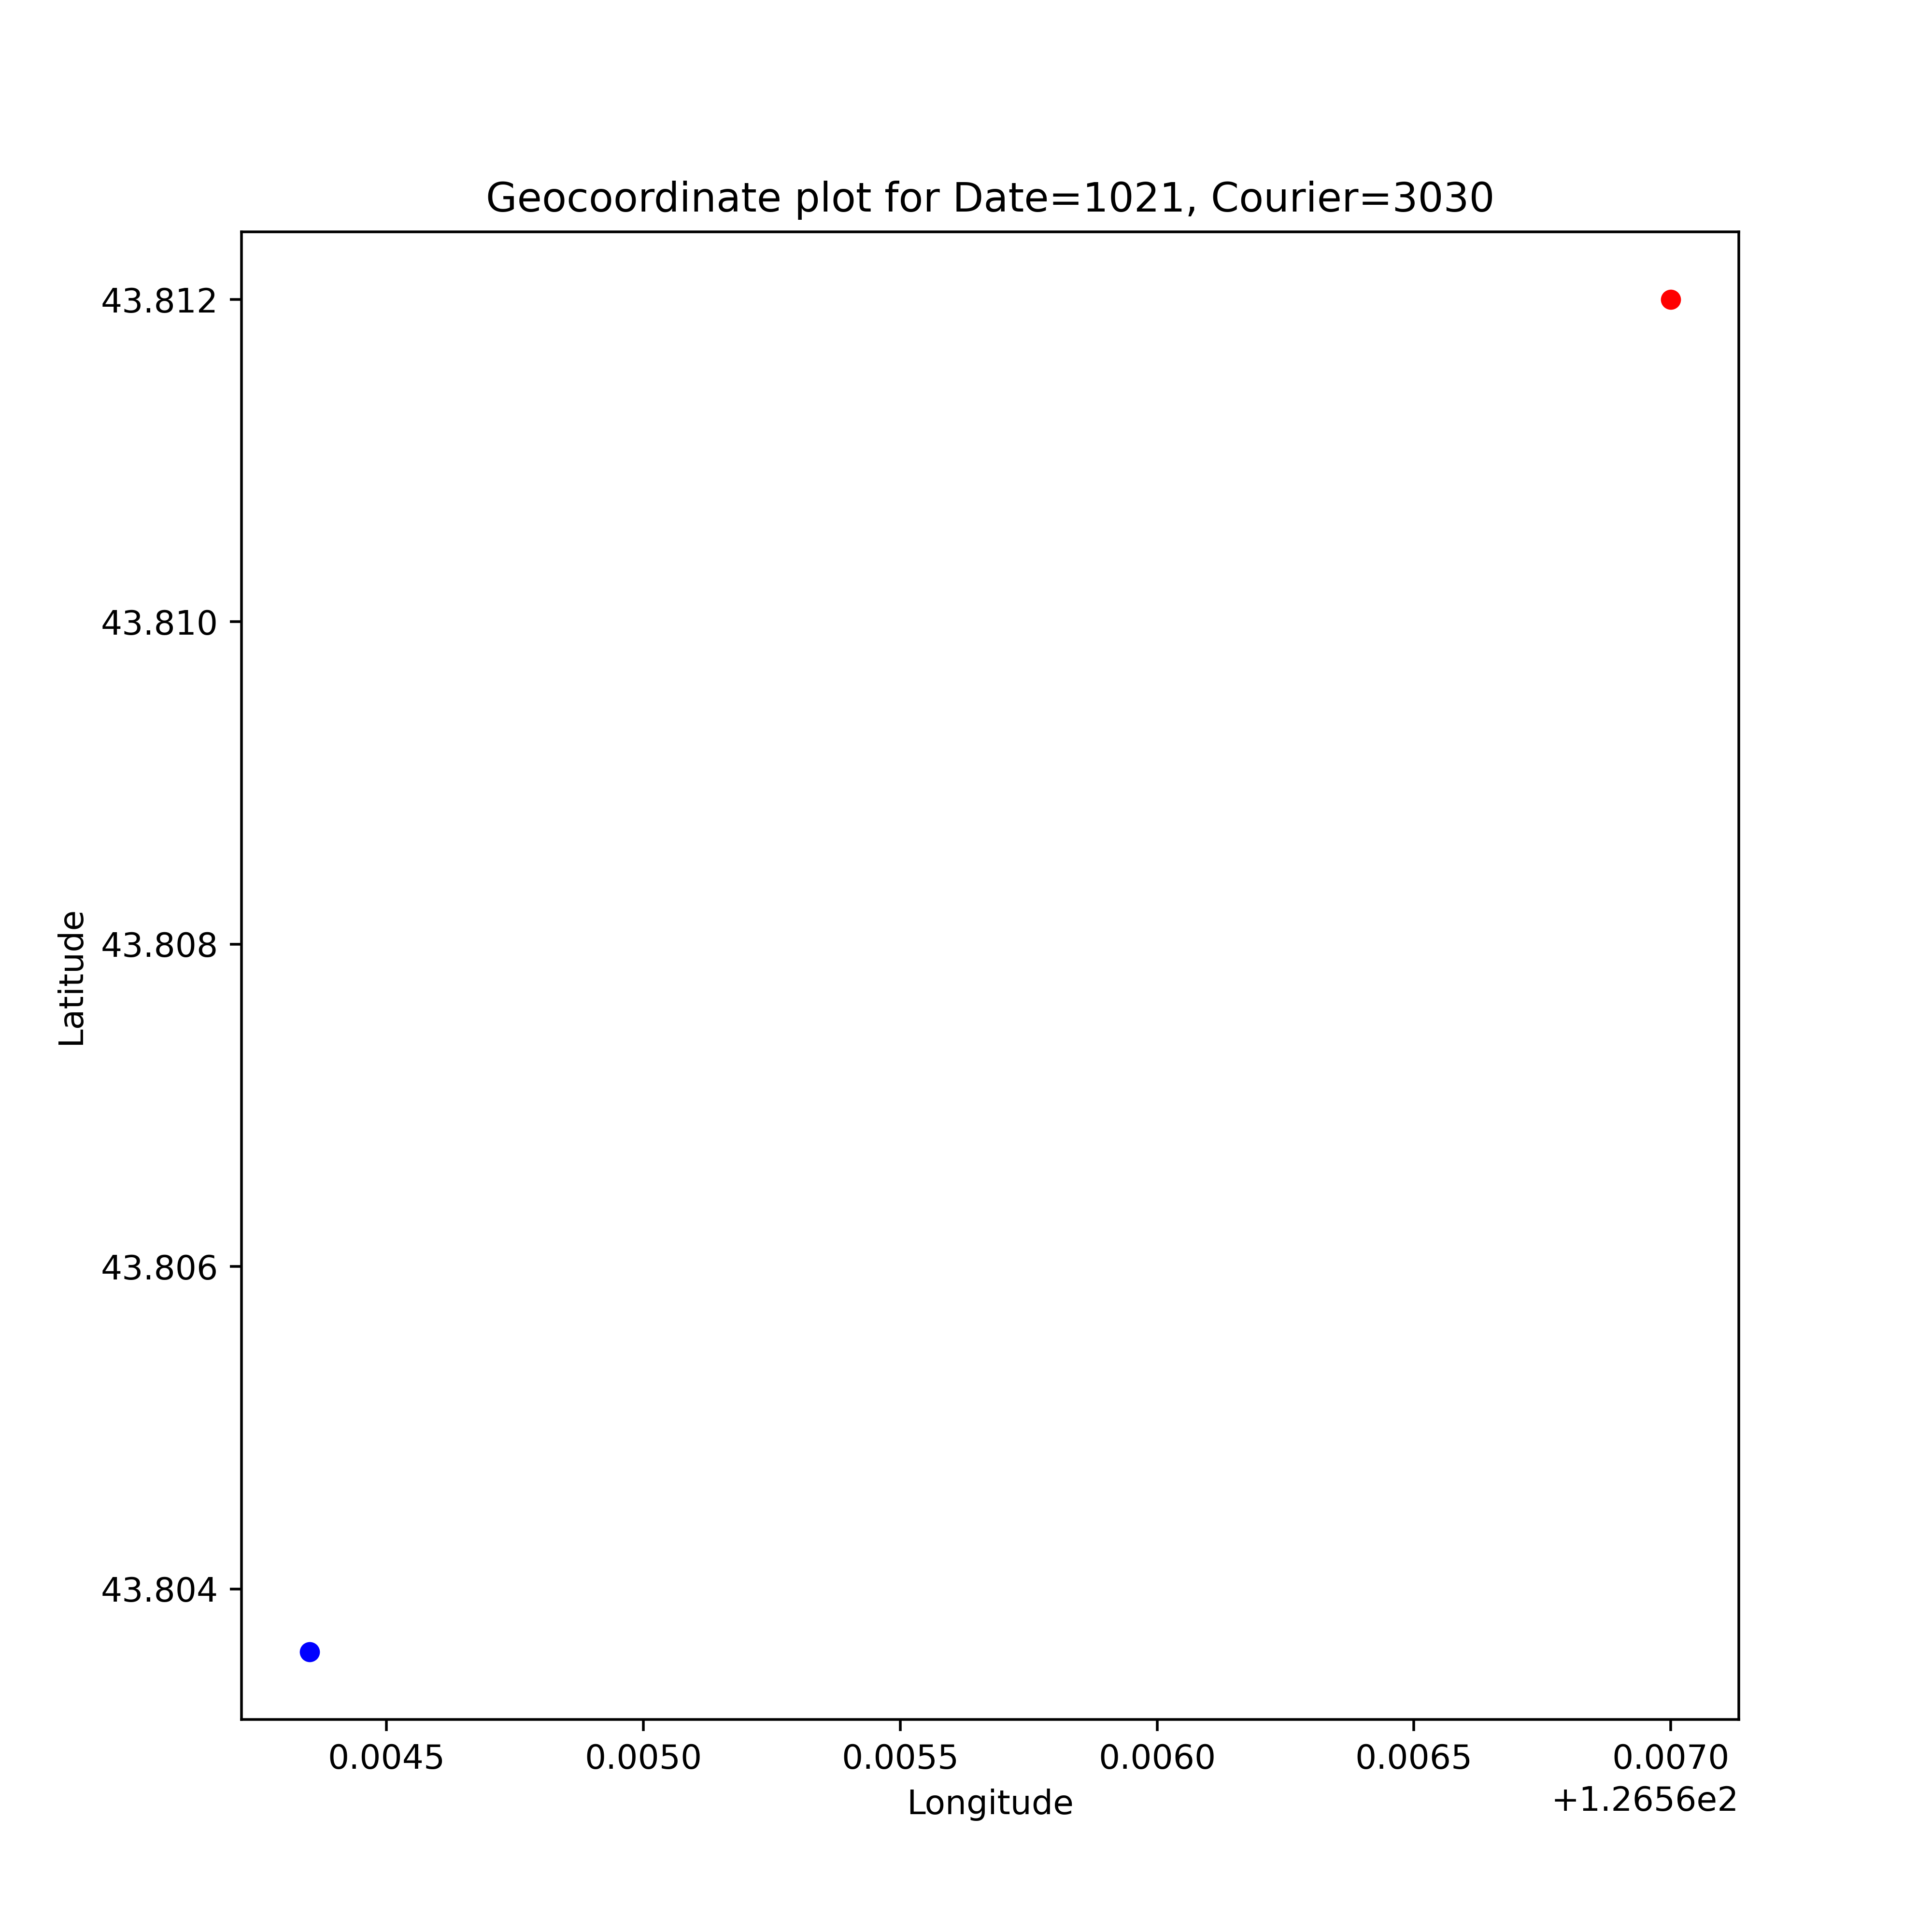 Geocoordinate plot for Date=1021, Courier=3030
43.812
43.810
43.808
43.806
43.804
Latitude
0.0045 0.0050 0.0055 0.0060 0.0065 0.0070
+1.2656e2
Longitude